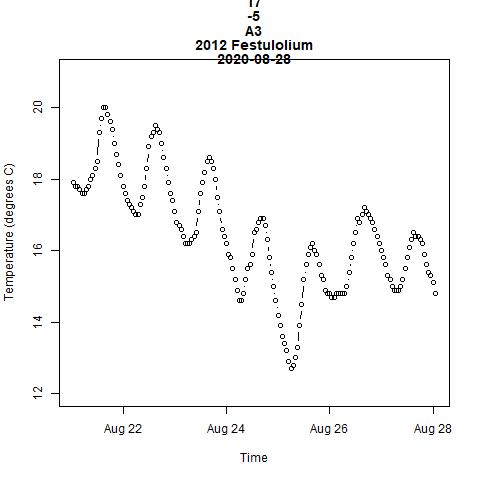 17
-5
A3
2012 Festulolium
2020-08-28
Temperature (degrees C)
20
18
16
14
12
Aug 22
Aug 24
Aug 26
Aug 28
Time